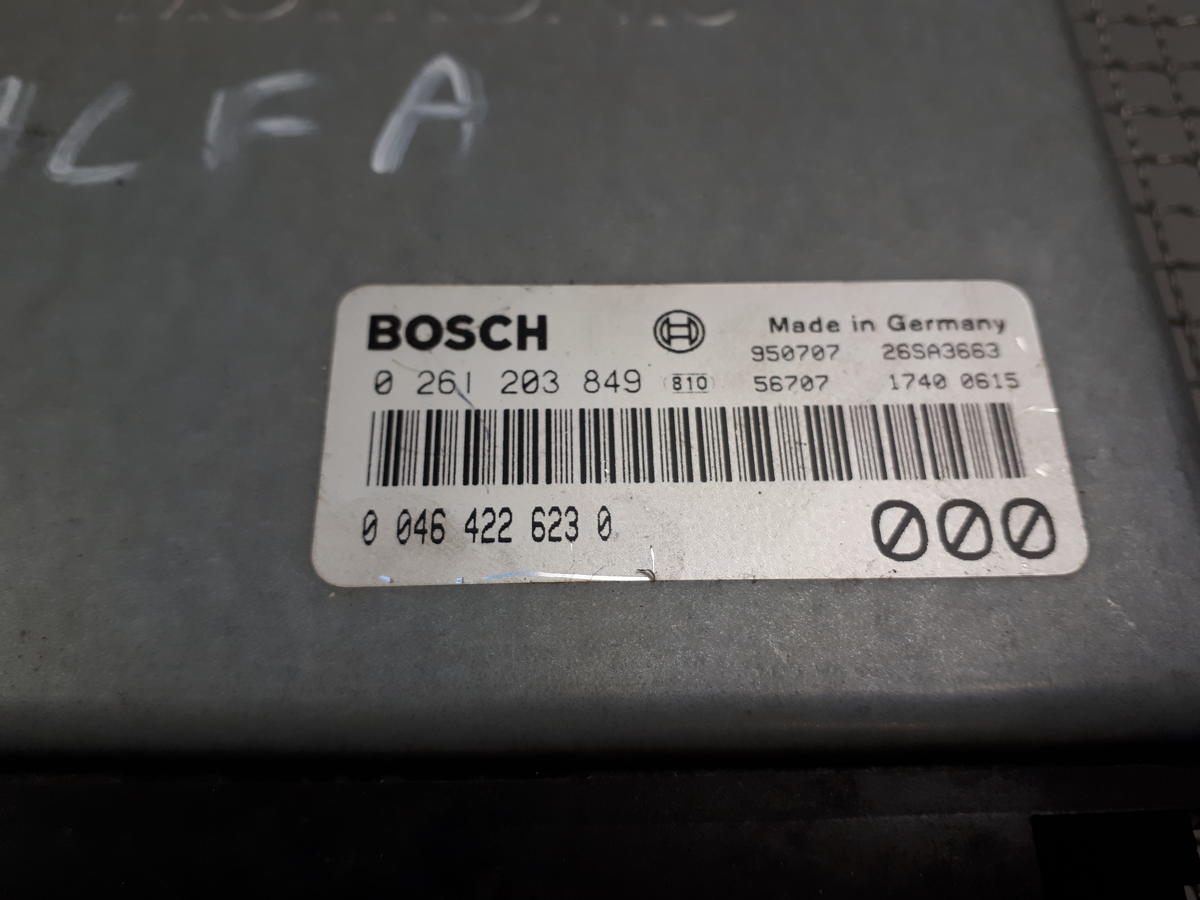 ALFA
BOSCH
Made in Germany
950707 26SA3663
0 261 203 849 810 56707 1740 0615
0 046 422 623 0
000